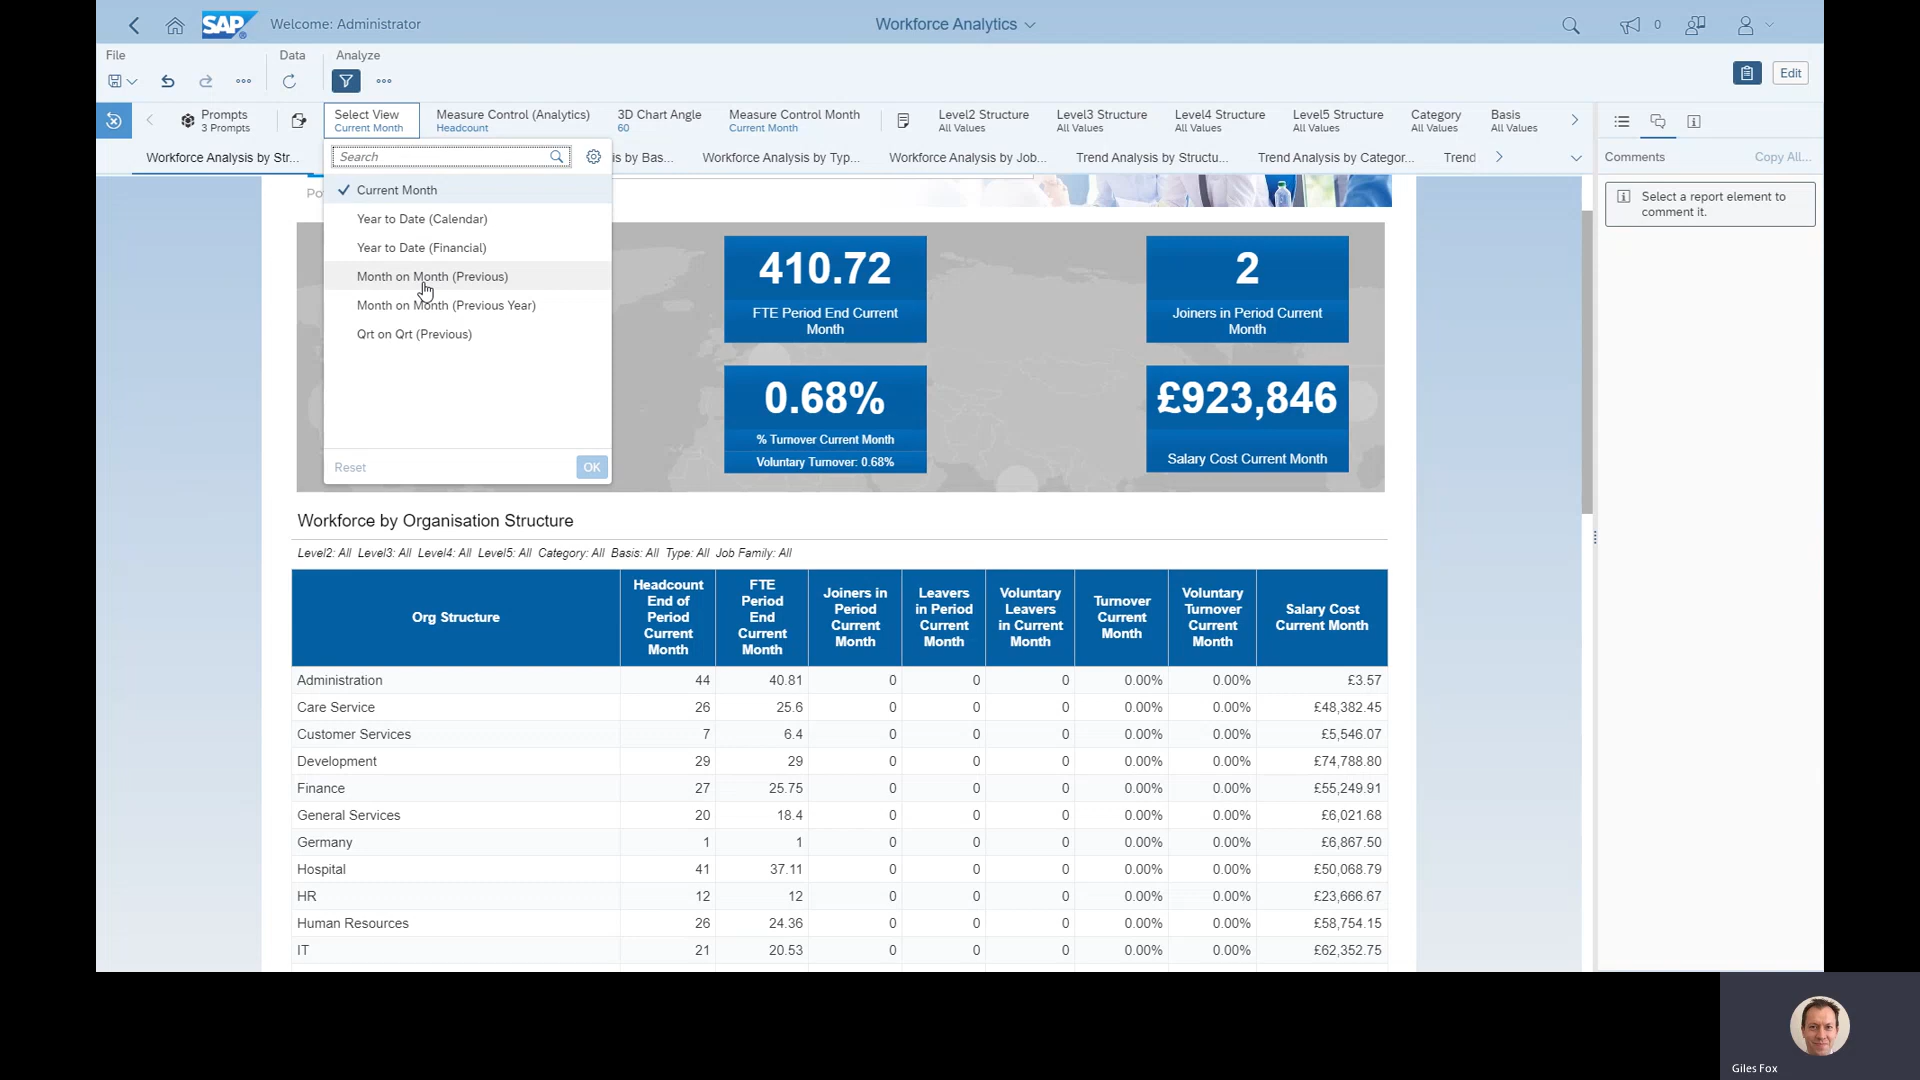 SAP
Welcome: Administrator
Workforce Analytics
0
File
Data
Analyze
Edit
Prompts
3 Prompts
Select View
Current Month
Measure Control (Analytics)
Headcount
3D Chart Angle
60
Measure Control Month
Current Month
Level2 Structure
All Values
Level3 Structure
All Values
Level4 Structure
All Values
Level5 Structure
All Values
Category
All Values
Basis
All Values
Workforce Analysis by Str...
is by Bas...
Workforce Analysis by Typ...
Workforce Analysis by Job...
Trend Analysis by Structu...
Trend Analysis by Categor...
Trend
Comments
Copy All...
Select a report element to
comment it.
Search
Current Month
Year to Date (Calendar)
Year to Date (Financial)
Month on Month (Previous)
Month on Month (Previous Year)
Qrt on Qrt (Previous)
Reset
OK
410.72
FTE Period End Current
Month
2
Joiners in Period Current
Month
0.68%
% Turnover Current Month
Voluntary Turnover: 0.68%
£923,846
Salary Cost Current Month
Workforce by Organisation Structure
Level2: All Level3: All Level4: All Level5: All Category: All Basis: All Type: All Job Family: All
Org Structure
Headcount
End of
Period
Current
Month
FTE
Period
End
Current
Month
Joiners in
Period
Current
Month
Leavers
in Period
Current
Month
Voluntary
Leavers
in Current
Month
Turnover
Current
Month
Voluntary
Turnover
Current
Month
Salary Cost
Current Month
Administration 44 40.81 0 0 0 0.00% 0.00% £3.57
Care Service 26 25.6 0 0 0 0.00% 0.00% £48,382.45
Customer Services 7 6.4 0 0 0 0.00% 0.00% £5,546.07
Development 29 29 0 0 0 0.00% 0.00% £74,788.80
Finance 27 25.75 0 0 0 0.00% 0.00% £55,249.91
General Services 20 18.4 0 0 0 0.00% 0.00% £6,021.68
Germany 1 1 0 0 0 0.00% 0.00% £6,867.50
Hospital 41 37.11 0 0 0 0.00% 0.00% £50,068.79
HR 12 12 0 0 0 0.00% 0.00% £23,666.67
Human Resources 26 24.36 0 0 0 0.00% 0.00% £58,754.15
IT 21 20.53 0 0 0 0.00% 0.00% £62,352.75
Giles Fox